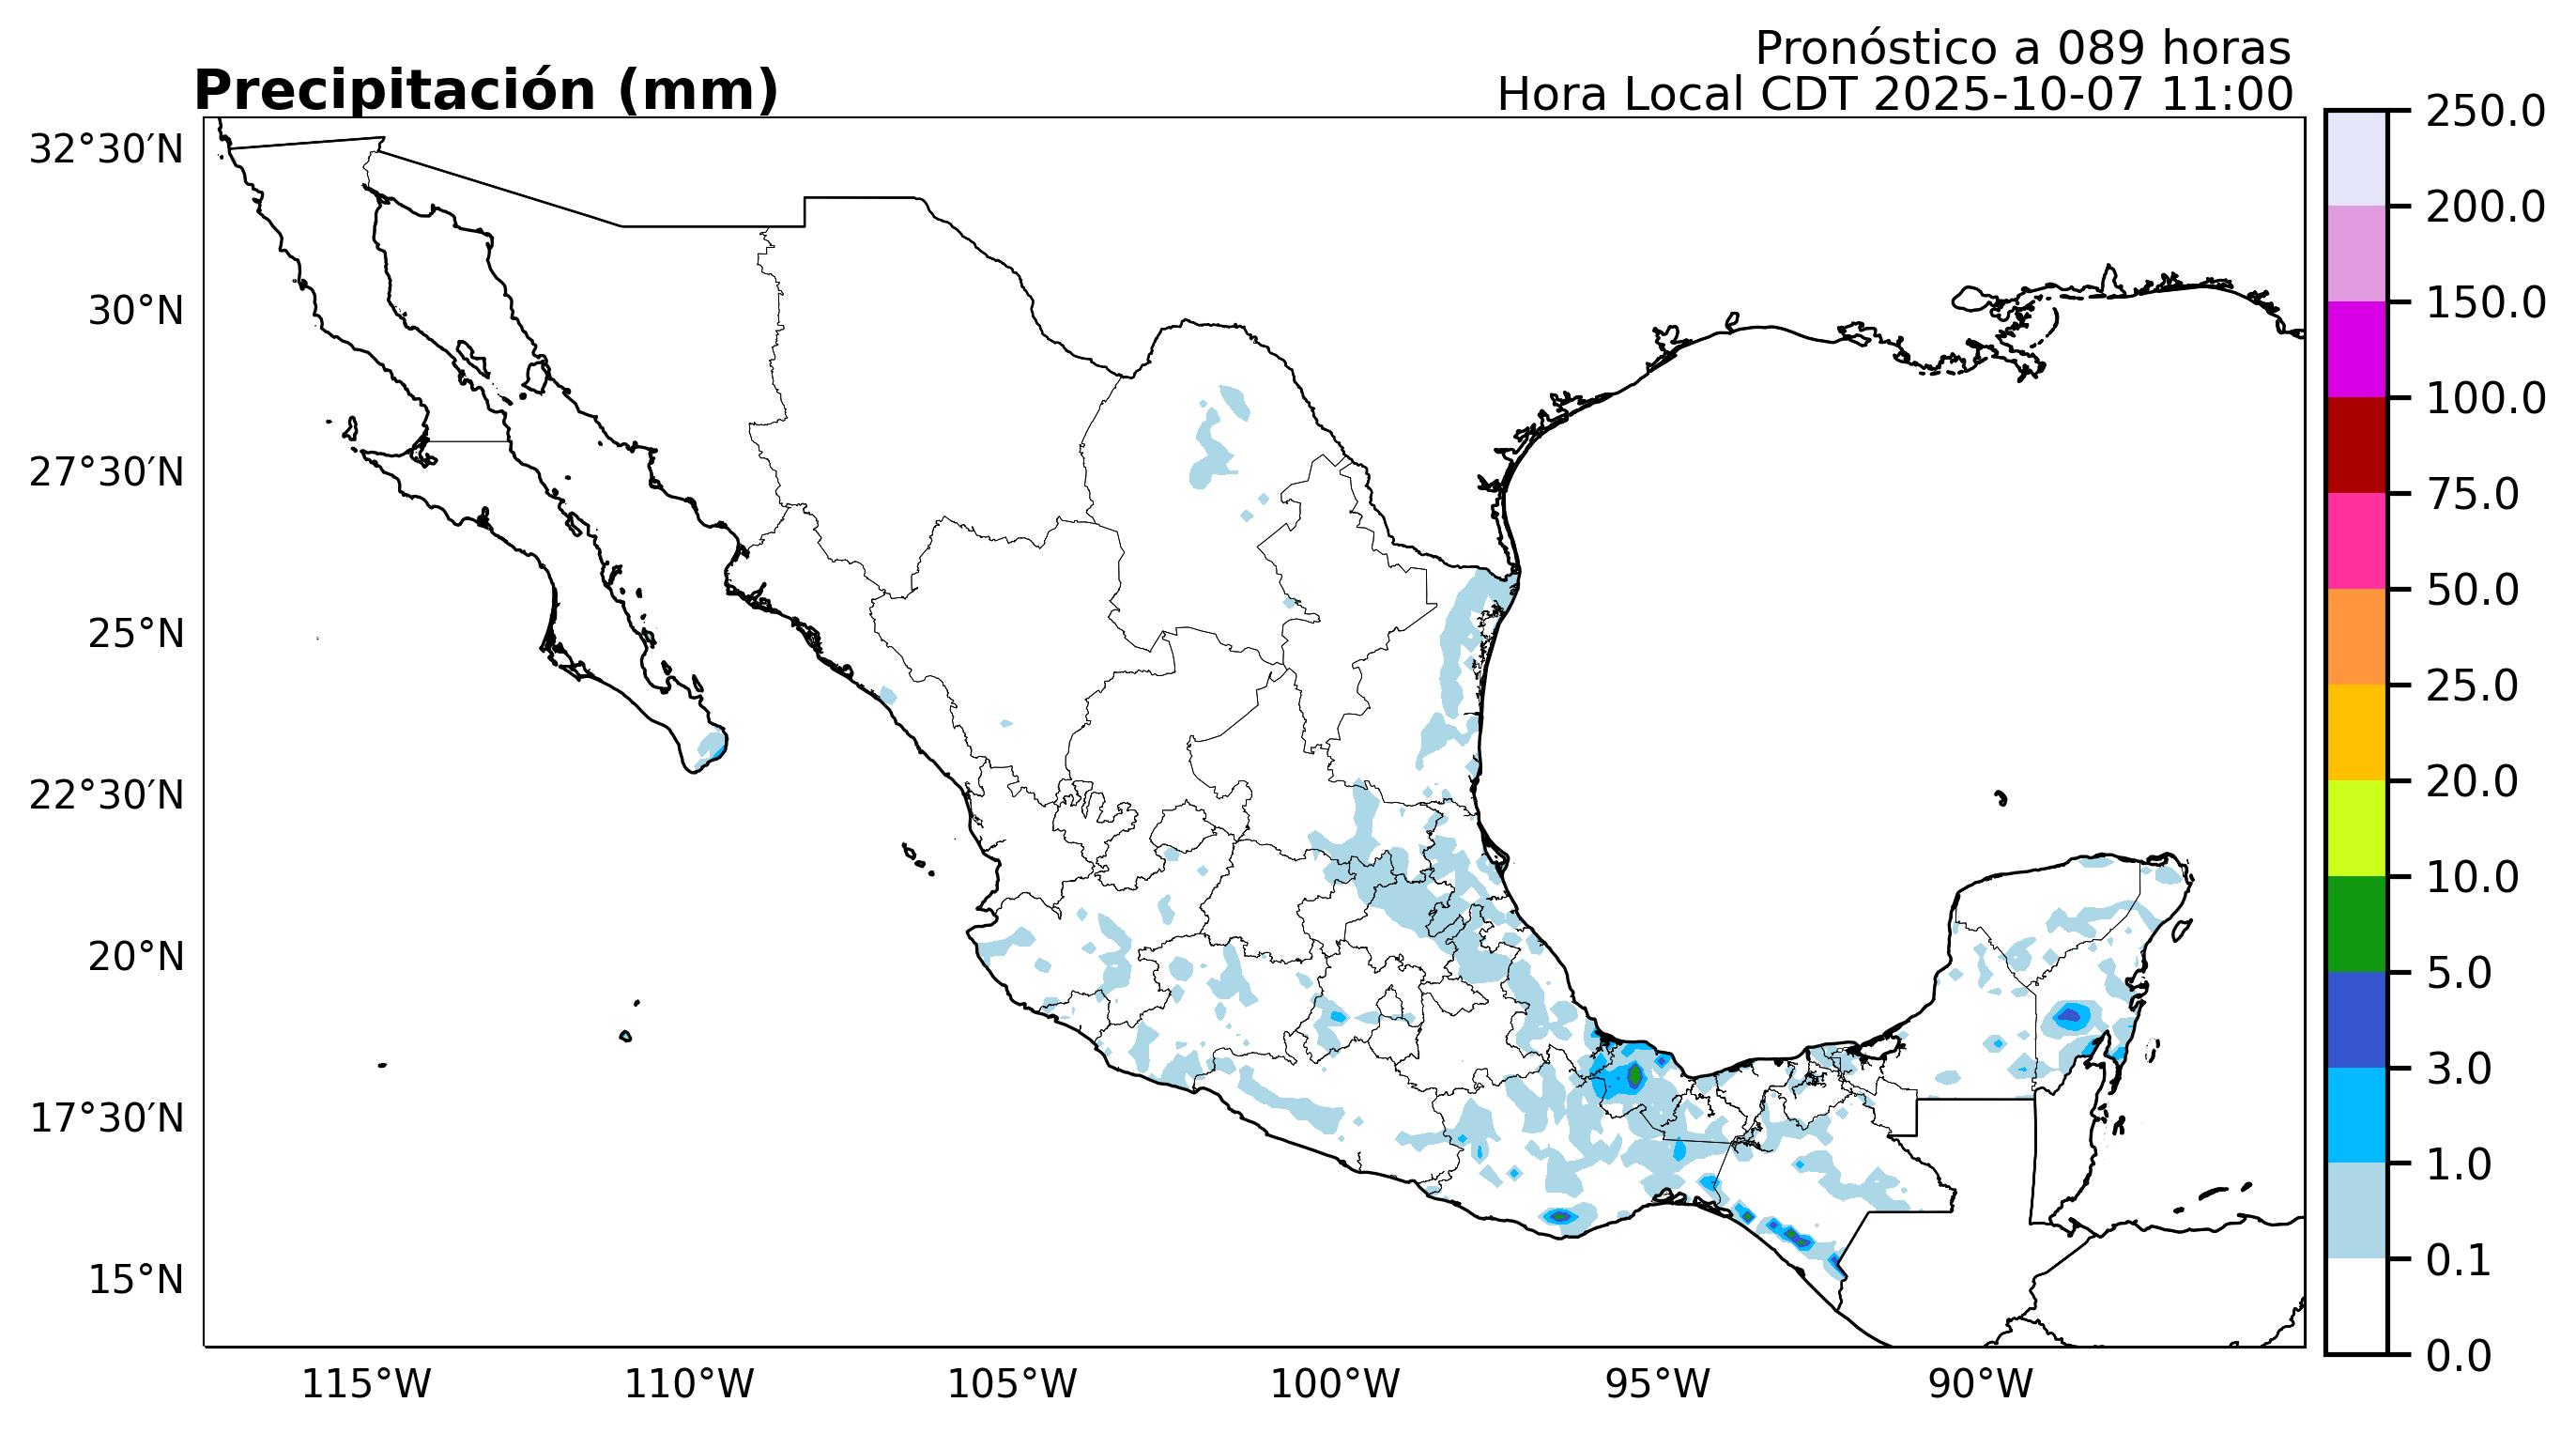 Pronóstico a 089 horas
Precipitación (mm)
Hora Local CDT 2025-10-07 11:00
32°30′N
30°N
27°30′N
25°N
22°30′N
20°N
17°30′N
15°N
115°W
110°W
105°W
100°W
95°W
90°W
250.0
200.0
150.0
100.0
75.0
50.0
25.0
20.0
10.0
5.0
3.0
1.0
0.1
0.0